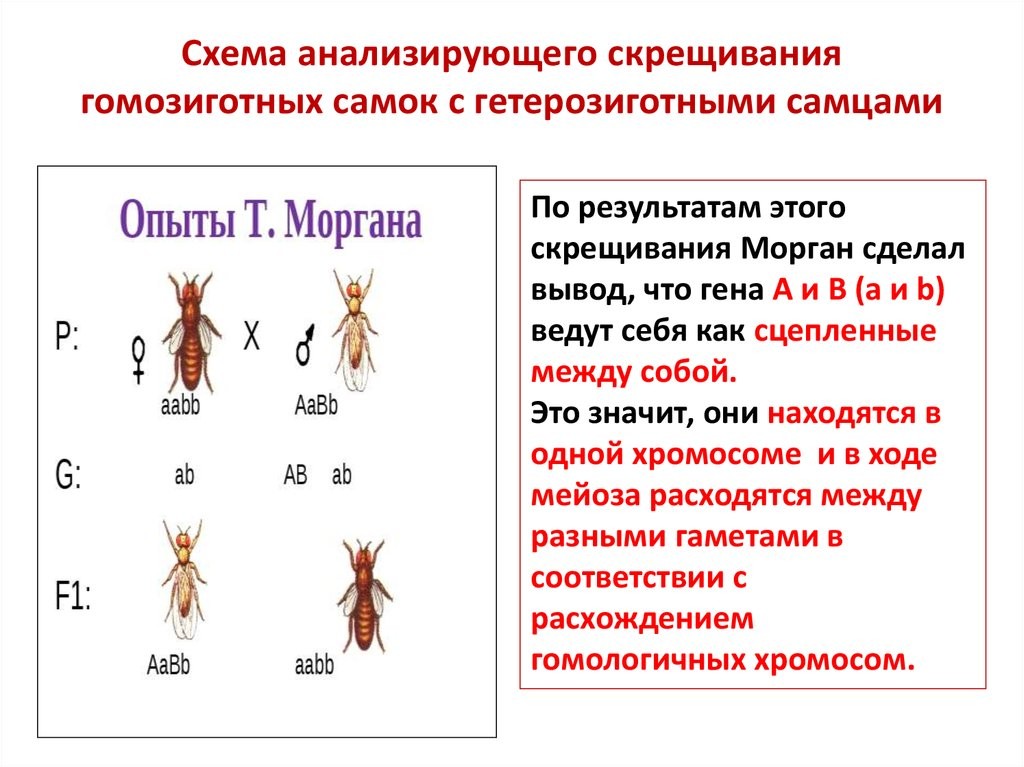 Схема анализирующего скрещивания
гомозиготных самок с гетерозиготными самцами
Опыты Т. Моргана
P: ♀ X ♂
aabb AaBb
G: ab AB ab
F1:
AaBb aabb
По результатам этого
скрещивания Морган сделал
вывод, что гена А и В (a и b)
ведут себя как сцепленные
между собой.
Это значит, они находятся в
одной хромосоме и в ходе
мейоза расходятся между
разными гаметами в
соответствии с
расхождением
гомологичных хромосом.